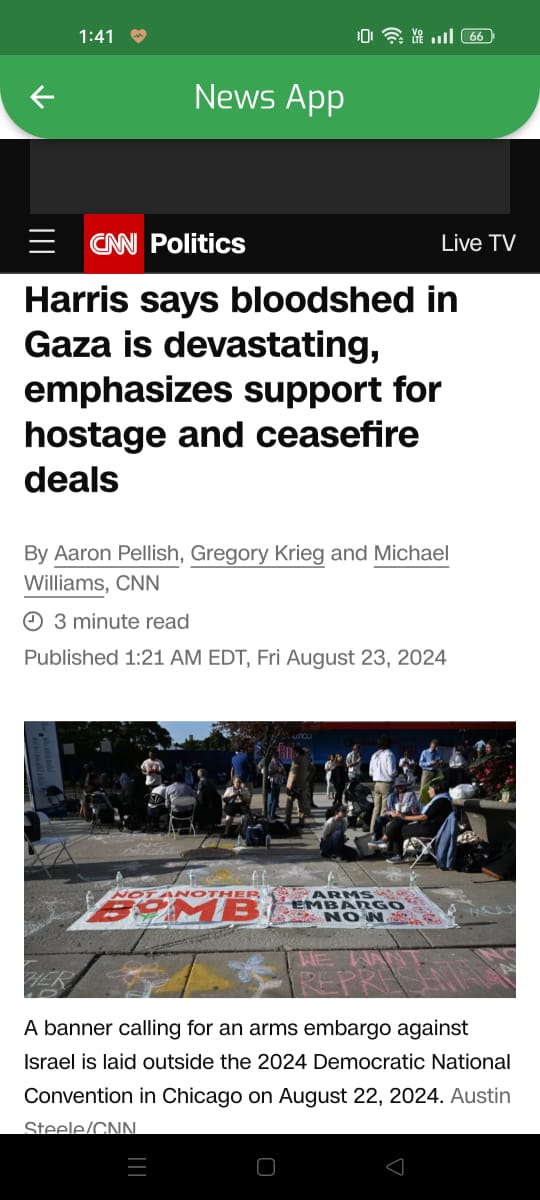 1:41
Vo
LTE
66
News App
CNN Politics
Live TV
Harris says bloodshed in
Gaza is devastating,
emphasizes support for
hostage and ceasefire
deals
By Aaron Pellish, Gregory Krieg and Michael
Williams, CNN
3 minute read
Published 1:21 AM EDT, Fri August 23, 2024
NOT ANOTHER
BOMB
ARMS
EMBARGO
NOW
WE WANT
A banner calling for an arms embargo against
Israel is laid outside the 2024 Democratic National
Convention in Chicago on August 22, 2024. Austin
Steele/CNN